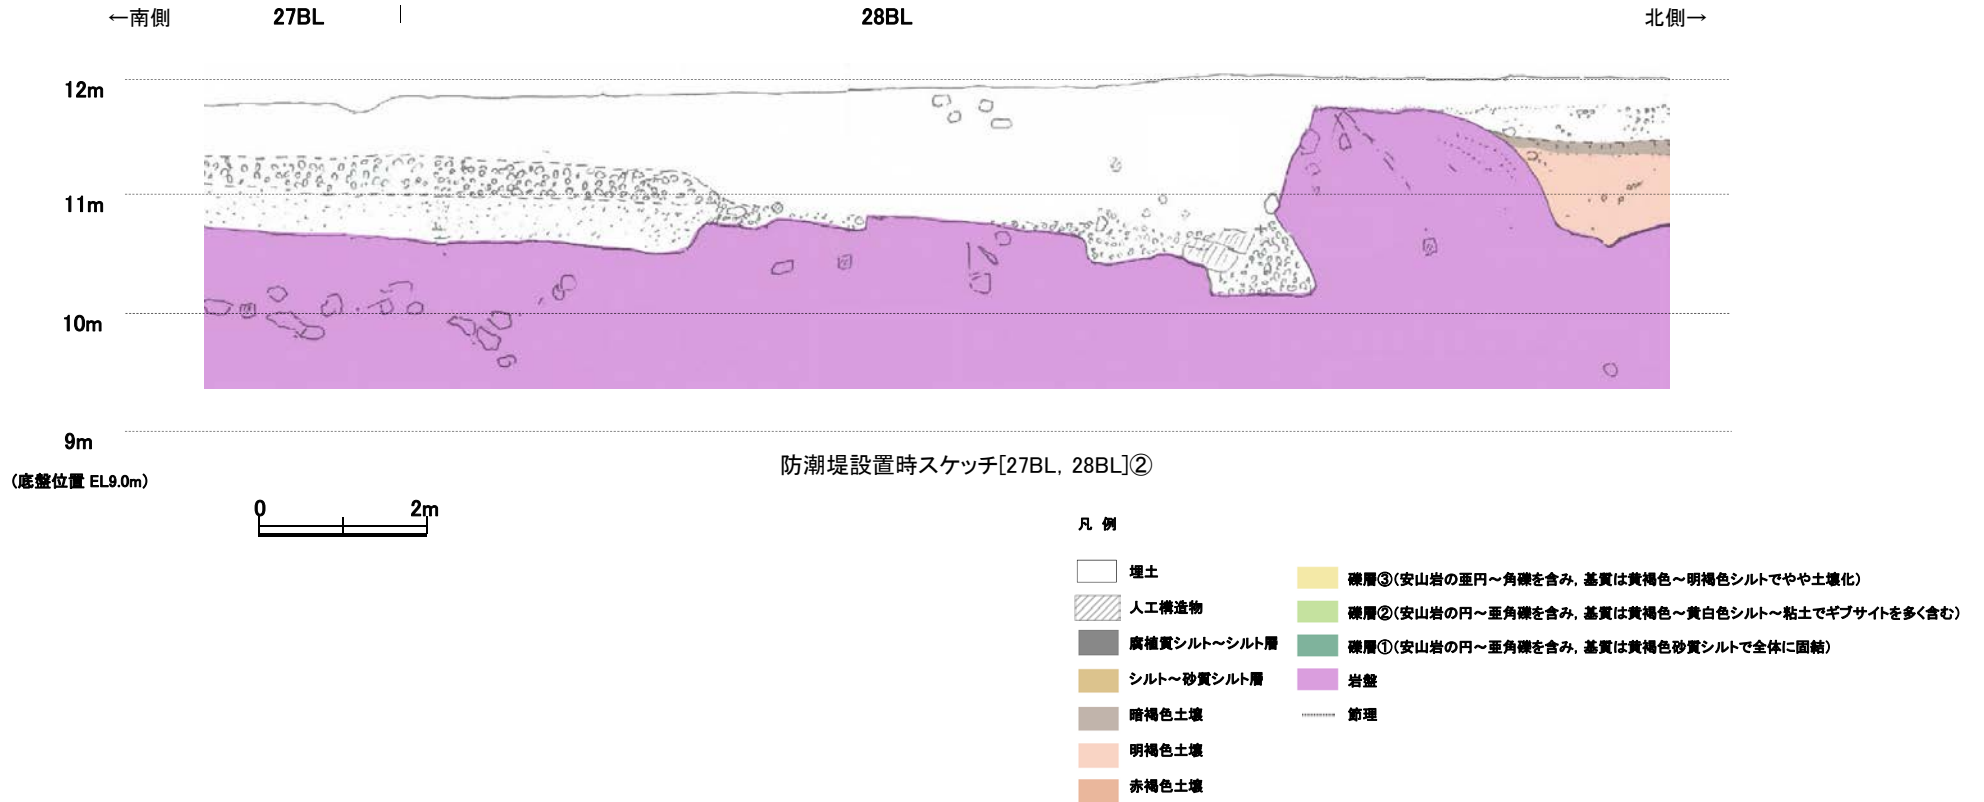 ←南側 27BL 28BL 北側→
12m
11m
10m
9m
(底盤位置 EL9.0m)
防潮堤設置時スケッチ[27BL, 28BL]②
0 2m
凡 例
埋土
人工構造物
腐植質シルト～シルト層
シルト～砂質シルト層
暗褐色土壌
明褐色土壌
赤褐色土壌
礫層③(安山岩の亜円～角礫を含み, 基質は黄褐色～明褐色シルトでやや土壌化)
礫層②(安山岩の円～亜角礫を含み, 基質は黄褐色～黄白色シルト～粘土でギブサイトを多く含む)
礫層①(安山岩の円～亜角礫を含み, 基質は黄褐色砂質シルトで全体に固結)
岩盤
節理